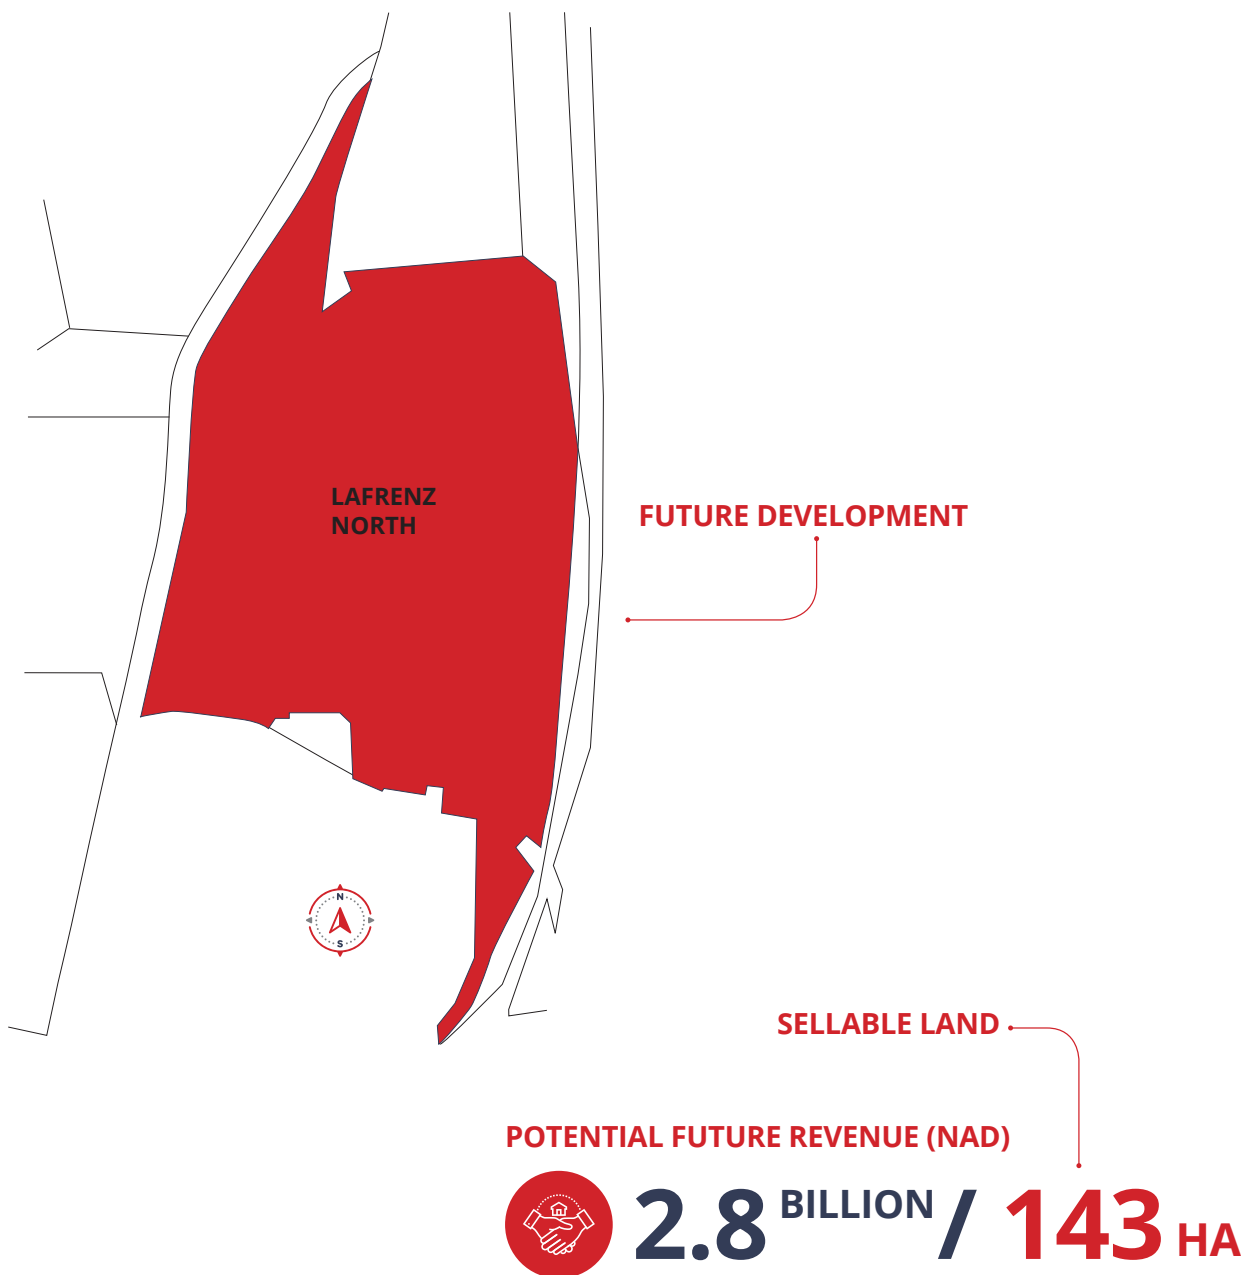 LAFRENZ
NORTH
FUTURE DEVELOPMENT
N
S
SELLABLE LAND
POTENTIAL FUTURE REVENUE (NAD)
2.8 BILLION / 143 HA